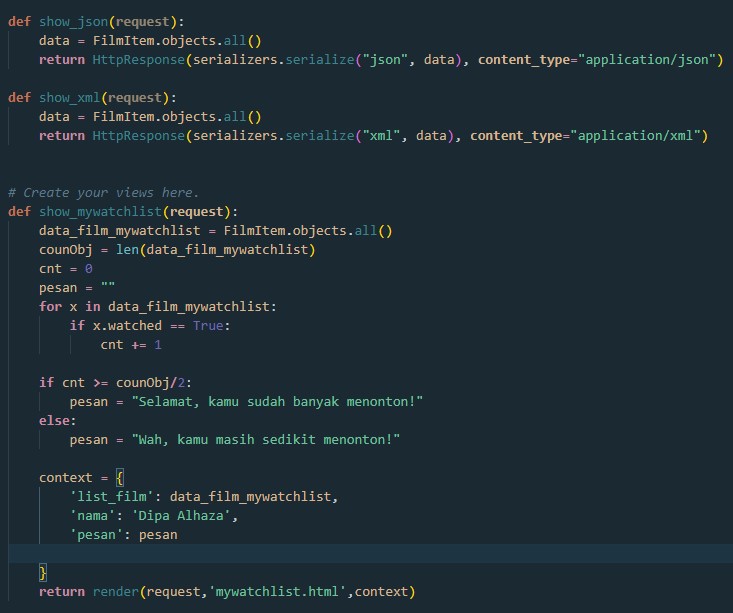 def show_json(request):
    data = FilmItem.objects.all()
    return HttpResponse(serializers.serialize("json", data), content_type="application/json")
def show_xml(request):
    data = FilmItem.objects.all()
    return HttpResponse(serializers.serialize("xml", data), content_type="application/xml")
# Create your views here.
def show_mywatchlist(request):
    data_film_mywatchlist = FilmItem.objects.all()
    counObj = len(data_film_mywatchlist)
    cnt = 0
    pesan = ""
    for x in data_film_mywatchlist:
        if x.watched == True:
            cnt += 1
    if cnt >= counObj/2:
        pesan = "Selamat, kamu sudah banyak menonton!"
    else:
        pesan = "Wah, kamu masih sedikit menonton!"
    context = {
        'list_film': data_film_mywatchlist,
        'nama': 'Dipa Alhaza',
        'pesan': pesan
    }
    return render(request,'mywatchlist.html',context)